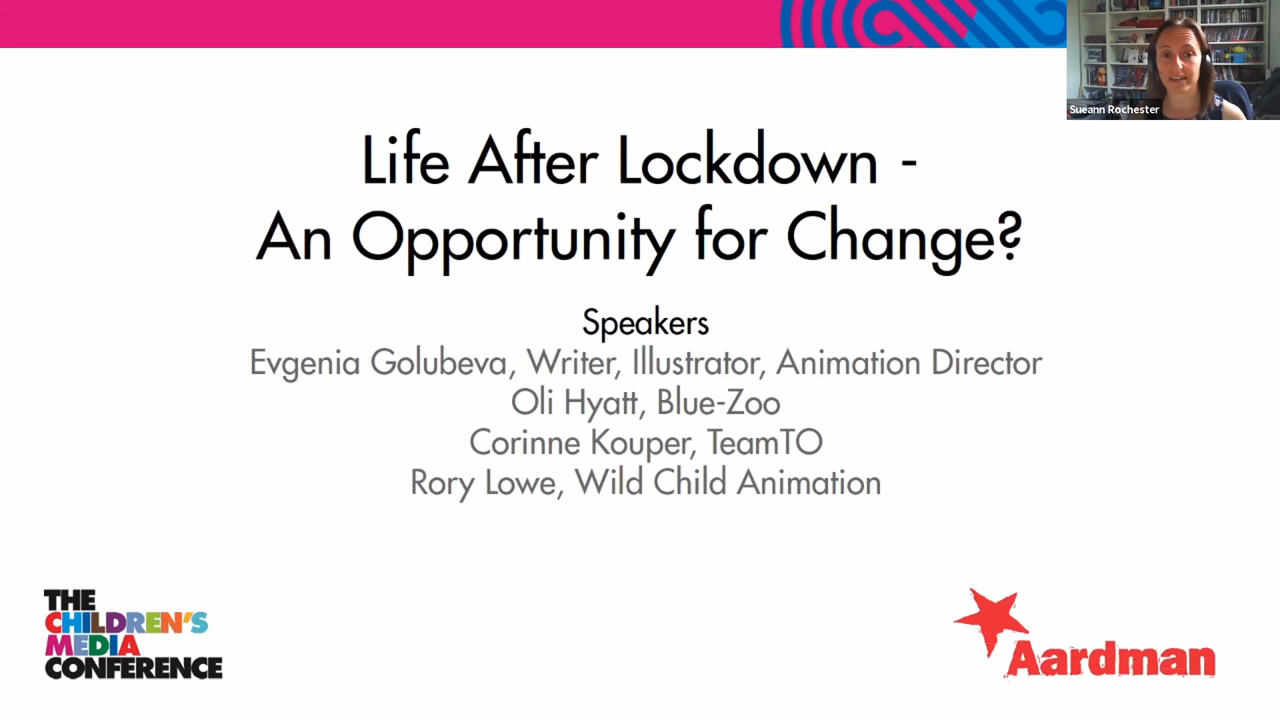 Sueann Rochester
Life After Lockdown -
An Opportunity for Change?
Speakers
Evgenia Golubeva, Writer, Illustrator, Animation Director
Oli Hyatt, Blue-Zoo
Corinne Kouper, TeamTO
Rory Lowe, Wild Child Animation
THE
CHILDREN'S
MEDIA
CONFERENCE
Aardman